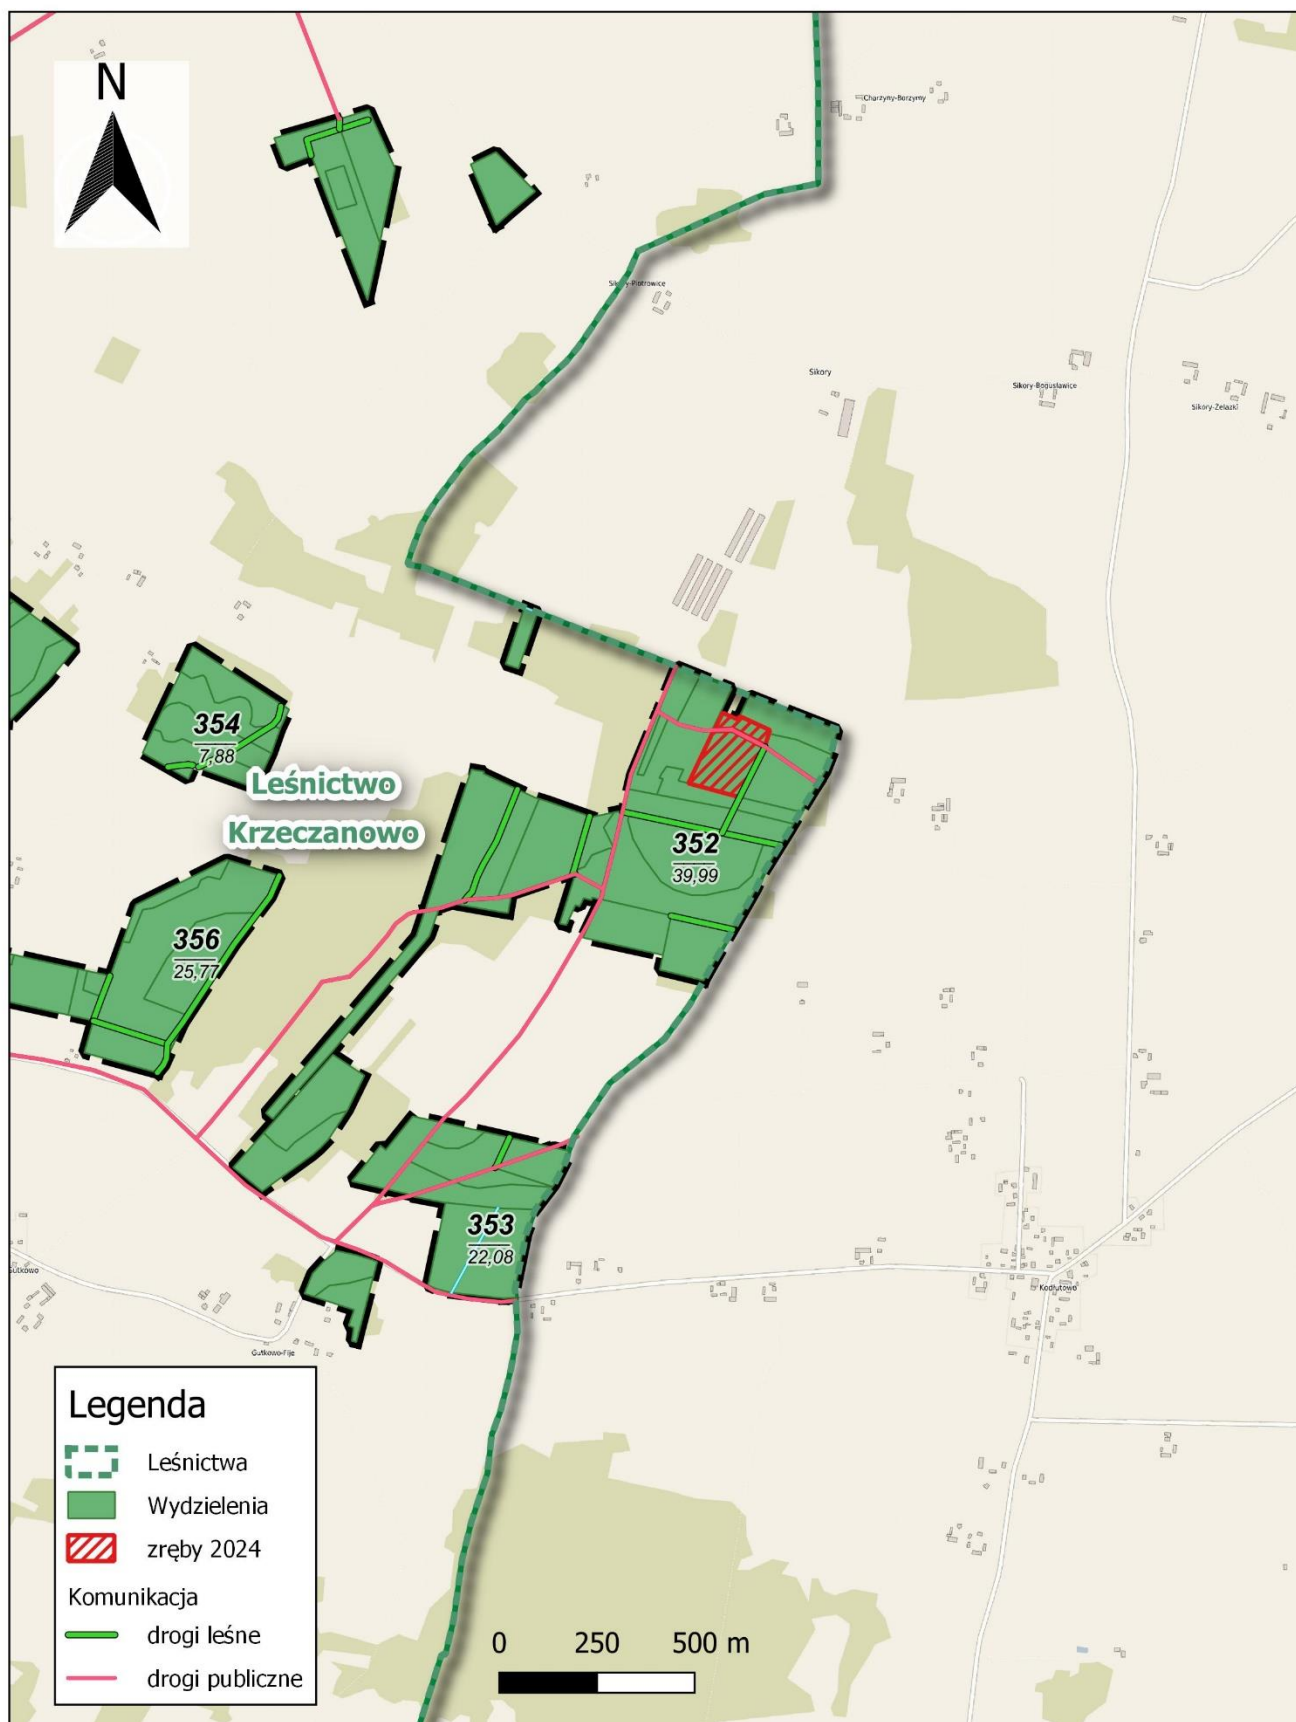 N
Charzyny-Borzymy
Sikory-Piotrowice
Sikory
Sikory-Bogusławice
Sikory-Żelazki
354
7,88
Leśnictwo
Krzeczanowo
352
39,99
356
25,77
353
22,08
Gutkowo
Kodłutowo
Gutkowo-Fije
Legenda
Leśnictwa
Wydzielenia
zręby 2024
Komunikacja
drogi leśne
drogi publiczne
0 250 500 m